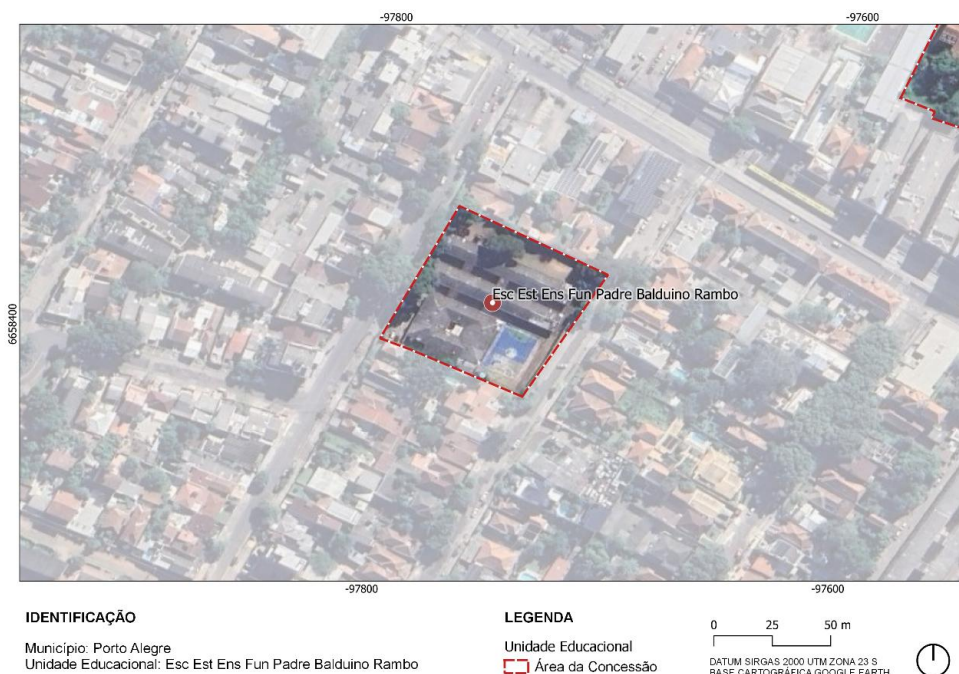 -97800
-97600
6658400
Esc Est Ens Fun Padre Balduino Rambo
-97800
-97600
IDENTIFICAÇÃO
Município: Porto Alegre
Unidade Educacional: Esc Est Ens Fun Padre Balduino Rambo
LEGENDA
Unidade Educacional
Área da Concessão
0 25 50 m
DATUM SIRGAS 2000 UTM ZONA 23 S
BASE CARTOGRÁFICA GOOGLE EARTH